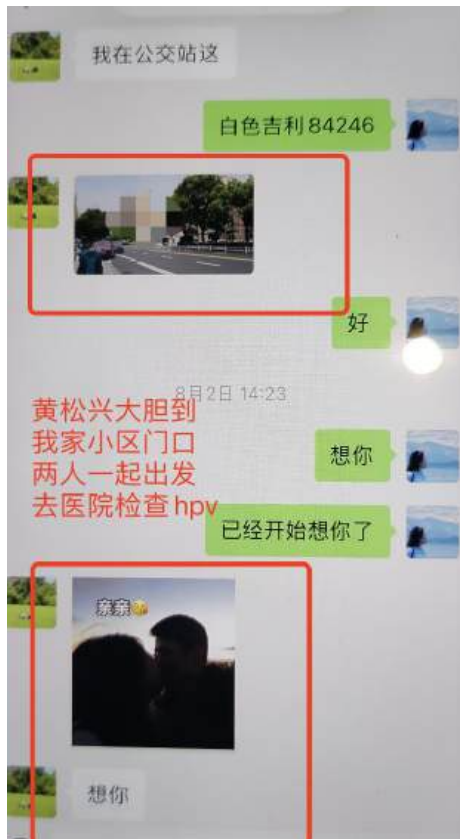 我在公交站这
白色吉利84246
好
8月2日 14:23
黄松兴大胆到
我家小区门口
两人一起出发
去医院检查hpv
想你
已经开始想你了
亲亲
想你